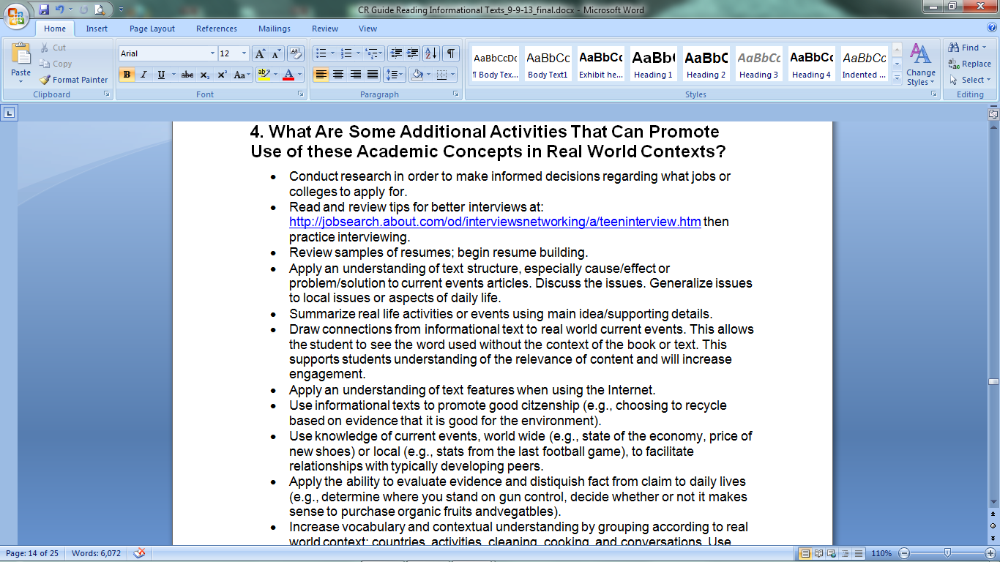 CR Guide Reading Informational Texts_9-9-13_final.docx - Microsoft Word
Home Insert Page Layout References Mailings Review View
Paste
Cut
Copy
Format Painter
Clipboard
Arial 12
B I U abc X₂ X² Aa
Font
Paragraph
AaBbCcDc AaBbCc AaBbCc AaBb( AaBbC AaBbCc AaBbCc AaBbCc
¶ Body Tex... Body Text1 Exhibit he... Heading 1 Heading 2 Heading 3 Heading 4 Indented ...
Change
Styles
Styles
Find
Replace
Select
Editing
4. What Are Some Additional Activities That Can Promote
Use of these Academic Concepts in Real World Contexts?
• Conduct research in order to make informed decisions regarding what jobs or
colleges to apply for.
• Read and review tips for better interviews at:
http://jobsearch.about.com/od/interviewsnetworking/a/teeninterview.htm then
practice interviewing.
• Review samples of resumes; begin resume building.
• Apply an understanding of text structure, especially cause/effect or
problem/solution to current events articles. Discuss the issues. Generalize issues
to local issues or aspects of daily life.
• Summarize real life activities or events using main idea/supporting details.
• Draw connections from informational text to real world current events. This allows
the student to see the word used without the context of the book or text. This
supports students understanding of the relevance of content and will increase
engagement.
• Apply an understanding of text features when using the Internet.
• Use informational texts to promote good citzenship (e.g., choosing to recycle
based on evidence that it is good for the environment).
• Use knowledge of current events, world wide (e.g., state of the economy, price of
new shoes) or local (e.g., stats from the last football game), to facilitate
relationships with typically developing peers.
• Apply the ability to evaluate evidence and distiquish fact from claim to daily lives
(e.g., determine where you stand on gun control, decide whether or not it makes
sense to purchase organic fruits andvegatbles).
• Increase vocabulary and contextual understanding by grouping according to real
world context: countries, activities, cleaning, cooking, and conversations. Use
Page: 14 of 25 Words: 6,072 110%